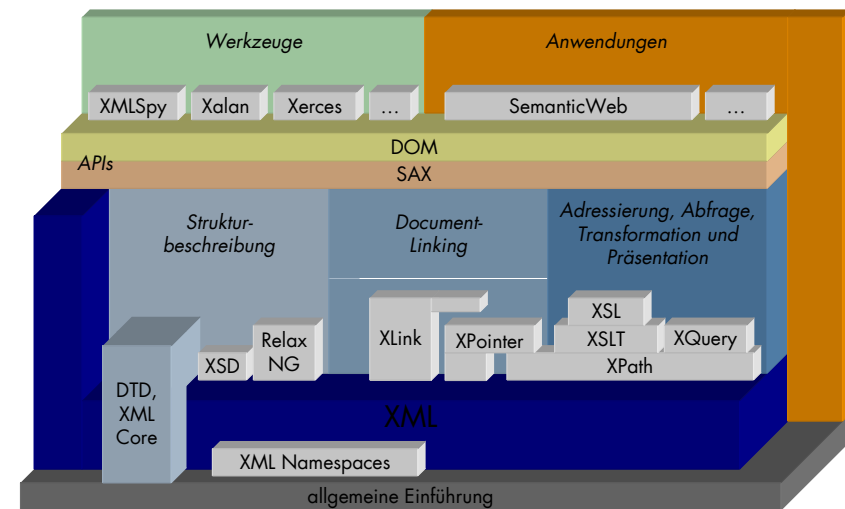 Werkzeuge
Anwendungen
XMLSpy
Xalan
Xerces
...
SemanticWeb
...
DOM
APIs
SAX
Struktur-
beschreibung
Document-
Linking
Adressierung, Abfrage,
Transformation und
Präsentation
XSL
XLink
XPointer
XSLT
XQuery
Relax
NG
XSD
XPath
DTD,
XML
Core
XML
XML Namespaces
allgemeine Einführung